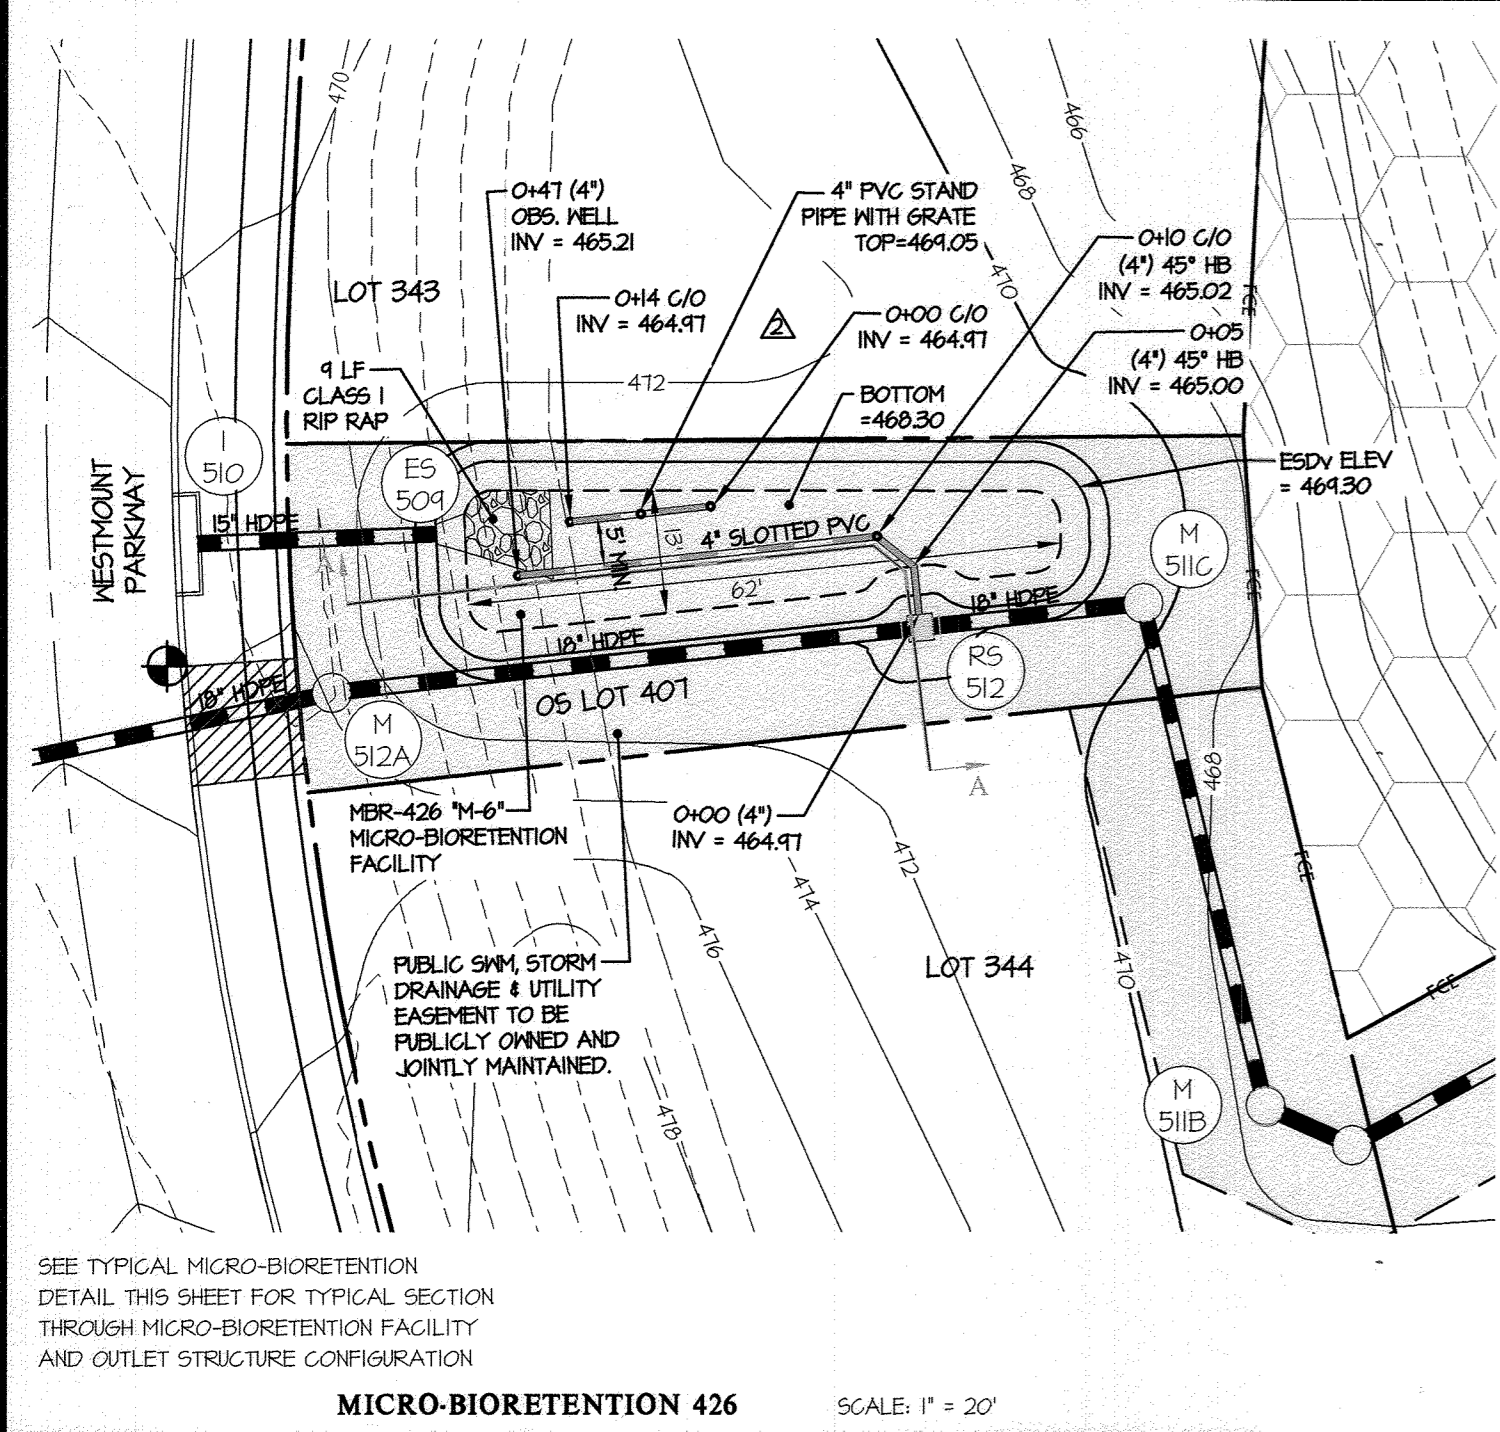 470
466
468
0+47 (4")
OBS. WELL
INV = 465.21
4" PVC STAND
PIPE WITH GRATE
TOP=469.05
470
0+10 C/O
(4") 45° HB
INV = 465.02
FCE
LOT 343
0+14 C/O
INV = 464.97
2
0+00 C/O
INV = 464.97
0+05
(4") 45° HB
INV = 465.00
9 LF
CLASS I
RIP RAP
472
BOTTOM
=468.30
I
510
ES
509
ESDv ELEV
= 469.30
WESTMOUNT
PARKWAY
15" HDPE
5' MIN.
13'
4" SLOTTED PVC
M
511C
A
62'
18" HDPE
FCE
18" HDPE
RS
512
18" HDPE
OS LOT 407
M
512A
468
A
MBR-426 "M-6"
MICRO-BIORETENTION
FACILITY
0+00 (4")
INV = 464.97
472
474
FCE
476
PUBLIC SWM, STORM
DRAINAGE & UTILITY
EASEMENT TO BE
PUBLICLY OWNED AND
JOINTLY MAINTAINED.
LOT 344
470
FCE
478
M
511B
SEE TYPICAL MICRO-BIORETENTION
DETAIL THIS SHEET FOR TYPICAL SECTION
THROUGH MICRO-BIORETENTION FACILITY
AND OUTLET STRUCTURE CONFIGURATION
MICRO-BIORETENTION 426
SCALE: 1" = 20'